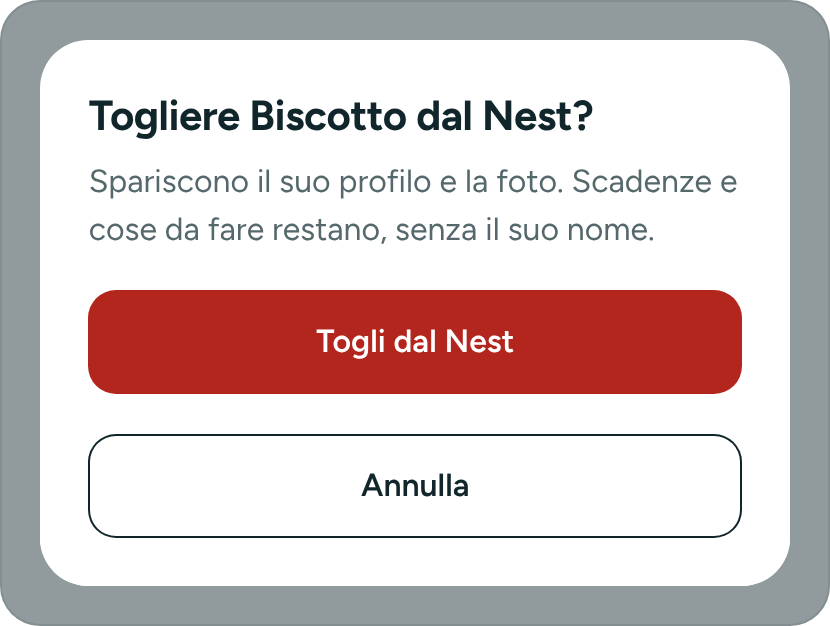 Togliere Biscotto dal Nest?
Spariscono il suo profilo e la foto. Scadenze e
cose da fare restano, senza il suo nome.
Togli dal Nest
Annulla